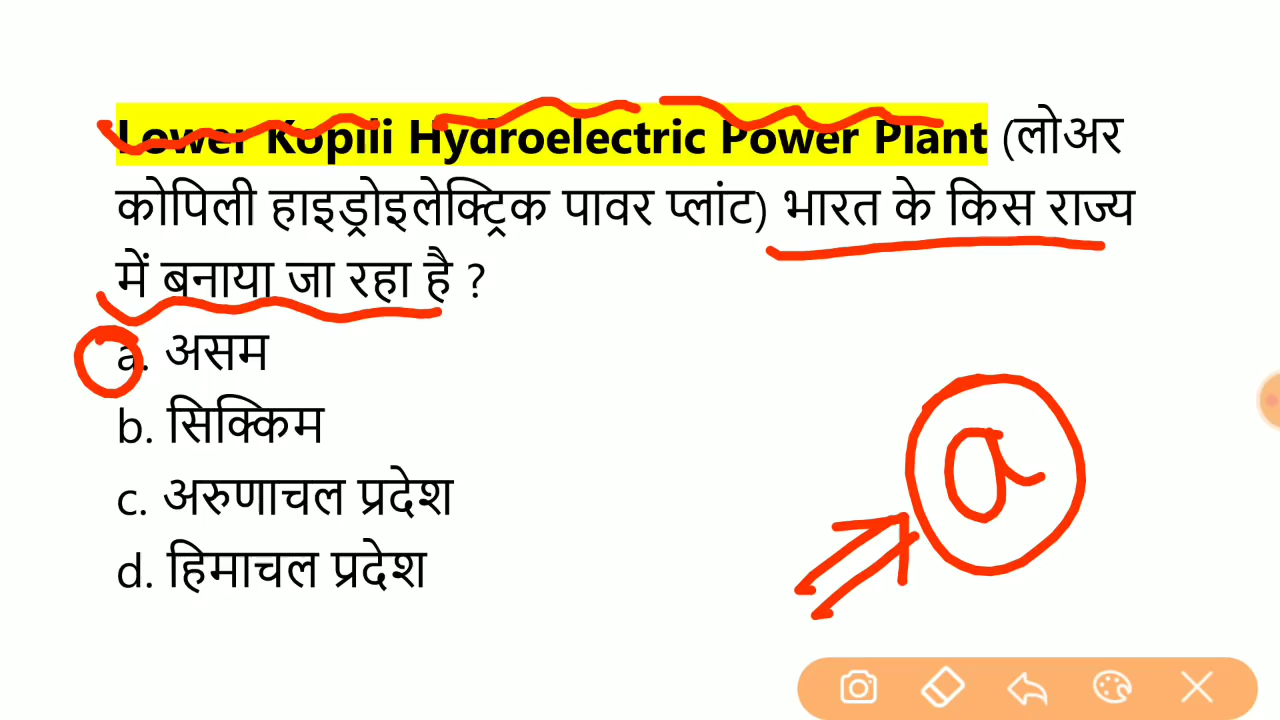 Lower Kopili Hydroelectric Power Plant (लोअर
कोपिली हाइड्रोइलेक्ट्रिक पावर प्लांट) भारत के किस राज्य
में बनाया जा रहा है ?
a. असम
b. सिक्किम
c. अरुणाचल प्रदेश
d. हिमाचल प्रदेश
a